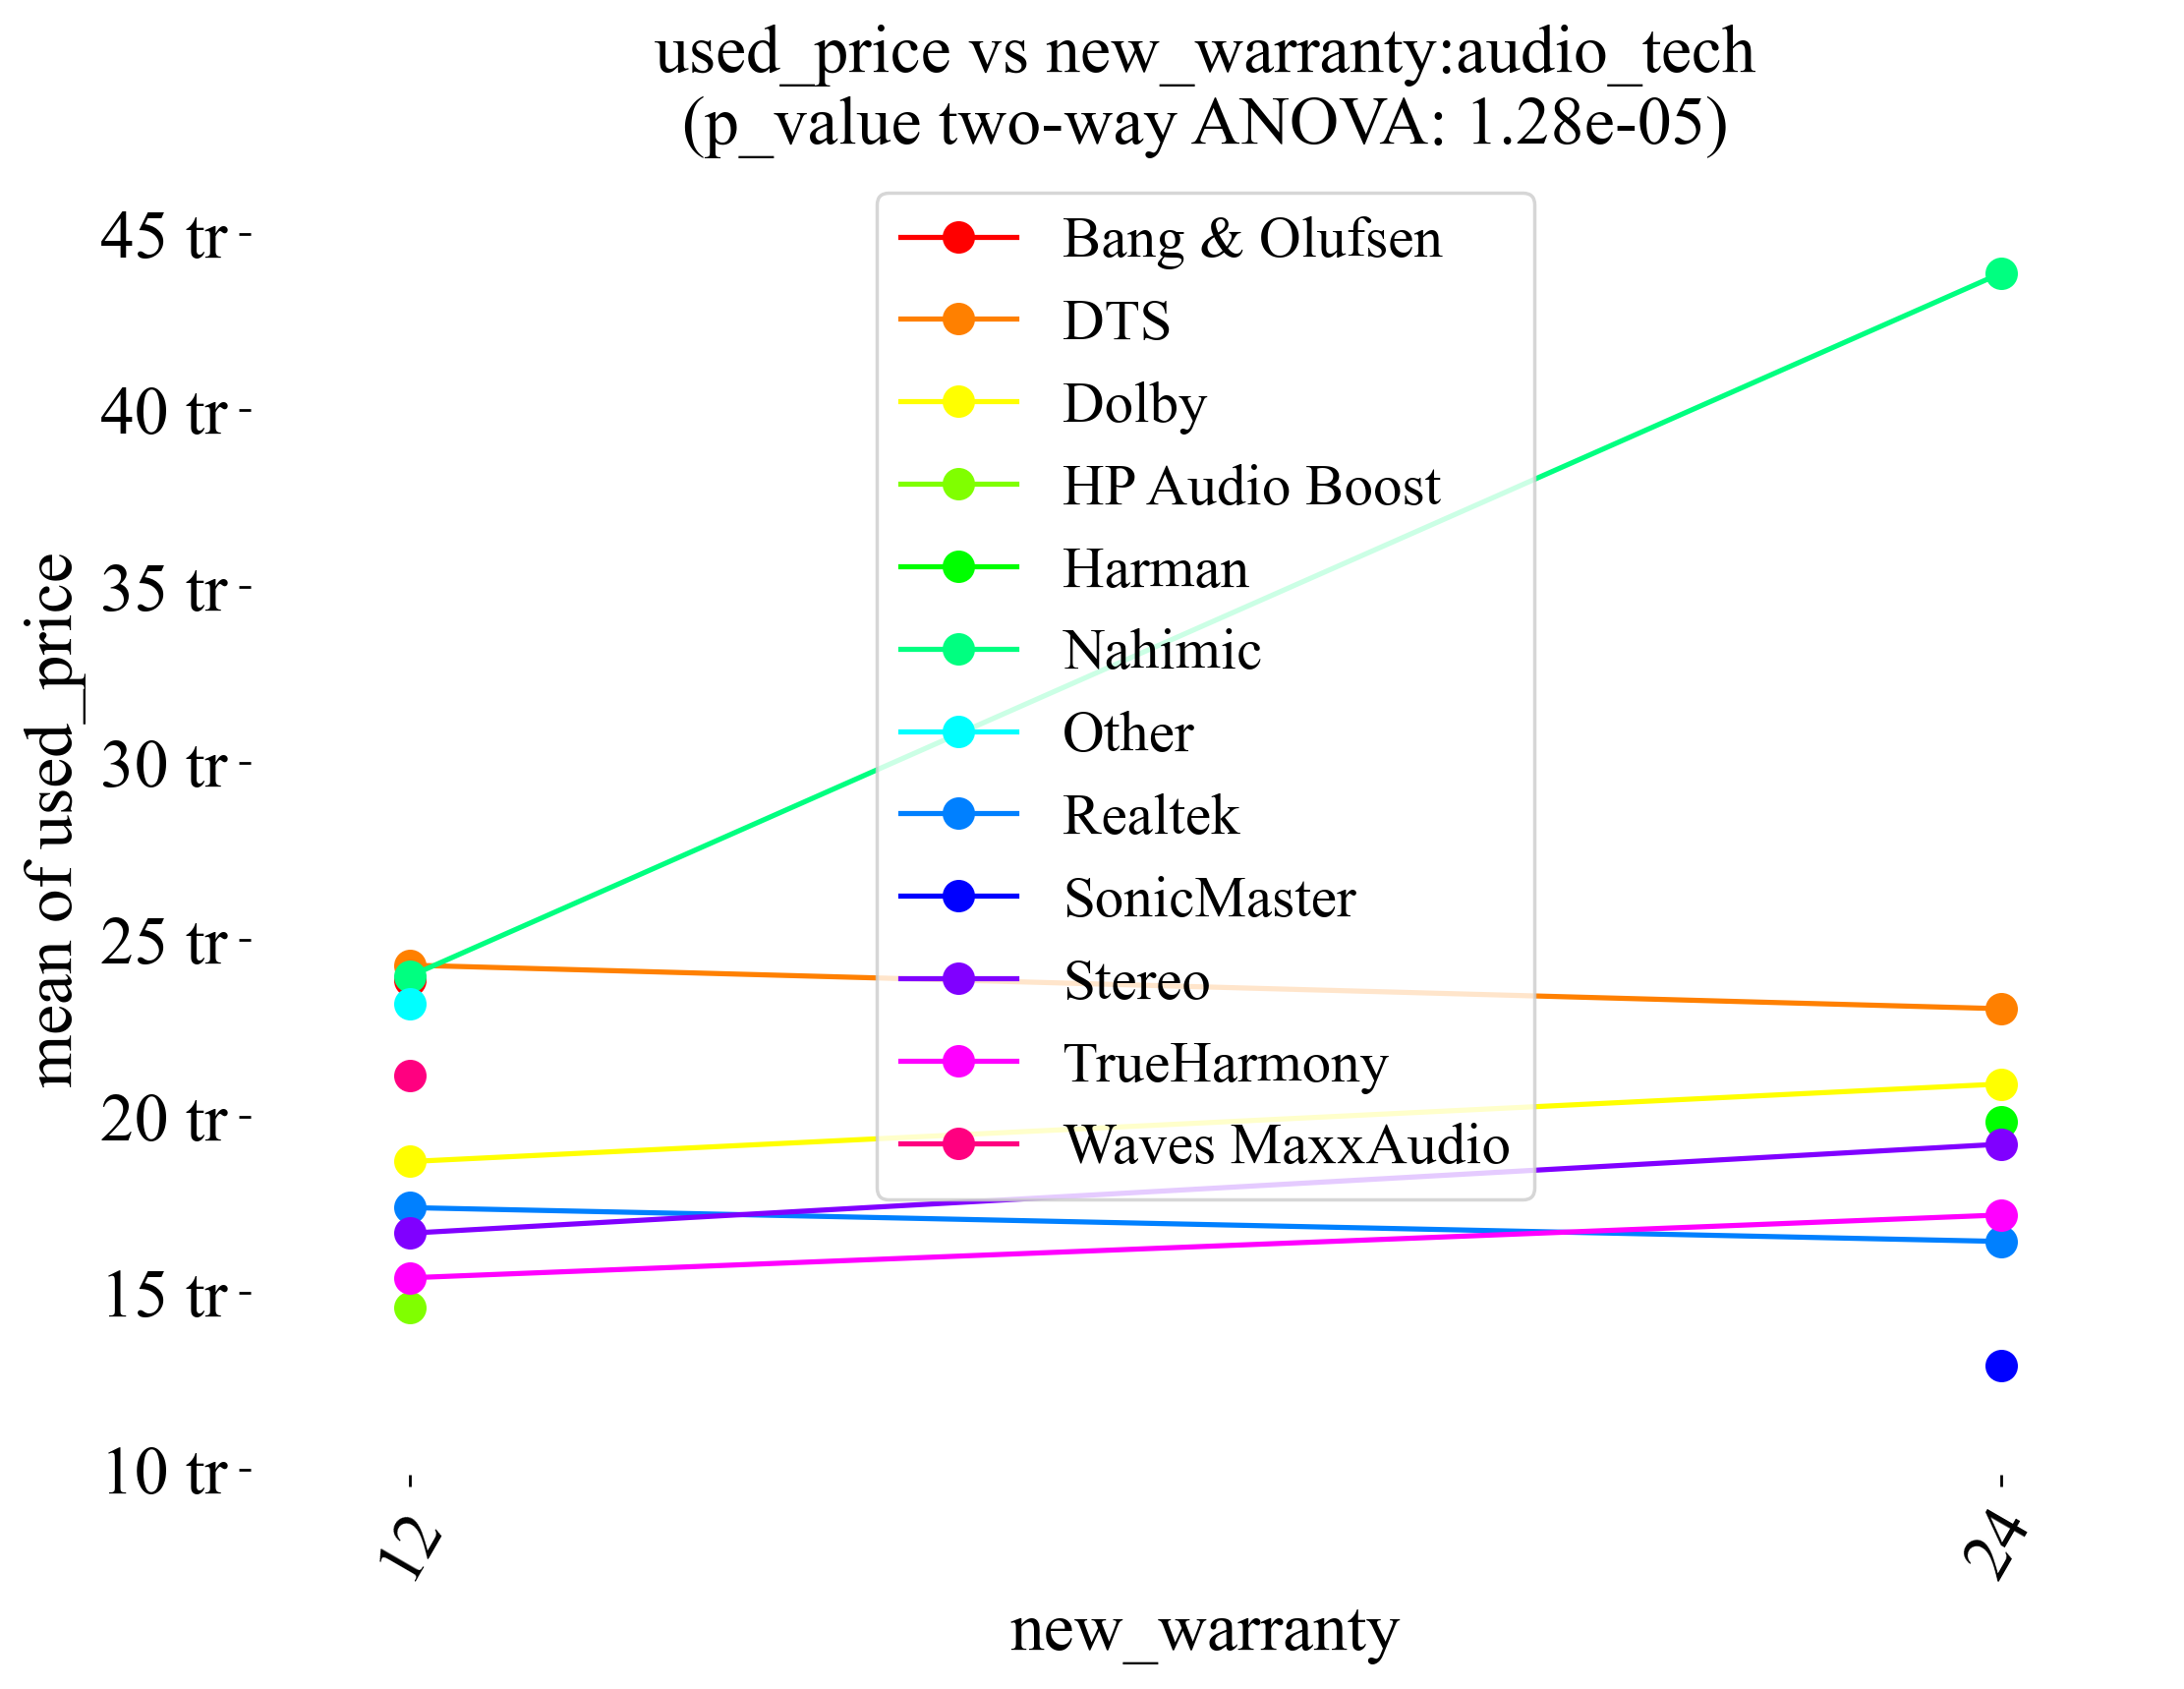 used_price vs new_warranty:audio_tech
(p_value two-way ANOVA: 1.28e-05)
45 tr
40 tr
35 tr
30 tr
25 tr
20 tr
15 tr
10 tr
mean of used_price
Bang & Olufsen
DTS
Dolby
HP Audio Boost
Harman
Nahimic
Other
Realtek
SonicMaster
Stereo
TrueHarmony
Waves MaxxAudio
12
24
new_warranty